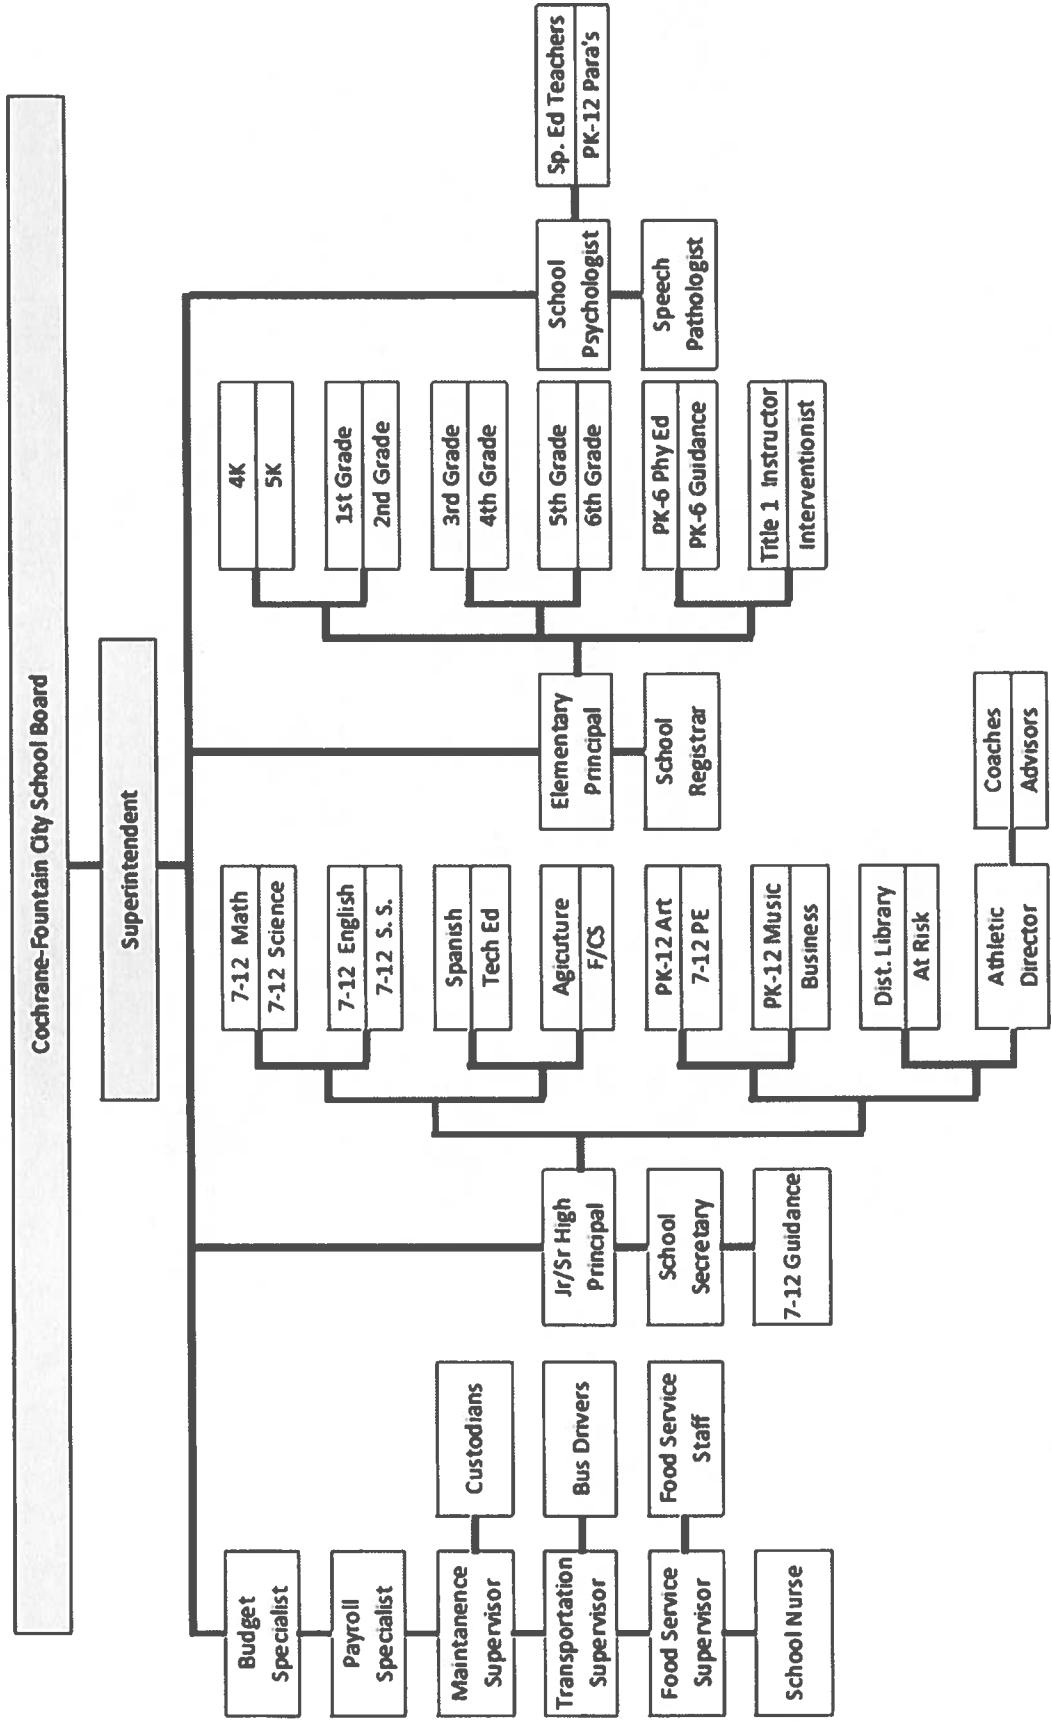 Cochrane-Fountain City School Board
Superintendent
Budget
Specialist
Payroll
Specialist
Maintanence
Supervisor
Custodians
Transportation
Supervisor
Bus Drivers
Food Service
Supervisor
Food Service
Staff
School Nurse
Jr/Sr High
Principal
School
Secretary
7-12 Guidance
7-12 Math
7-12 Science
7-12 English
7-12 S. S.
Spanish
Tech Ed
Agicuture
F/CS
PK-12 Art
7-12 PE
PK-12 Music
Business
Dist. Library
At Risk
Athletic
Director
Coaches
Advisors
Elementary
Principal
School
Registrar
4K
5K
1st Grade
2nd Grade
3rd Grade
4th Grade
5th Grade
6th Grade
PK-6 Phy Ed
PK-6 Guidance
Title 1 Instructor
Interventionist
School
Psychologist
Speech
Pathologist
Sp. Ed Teachers
PK-12 Para's